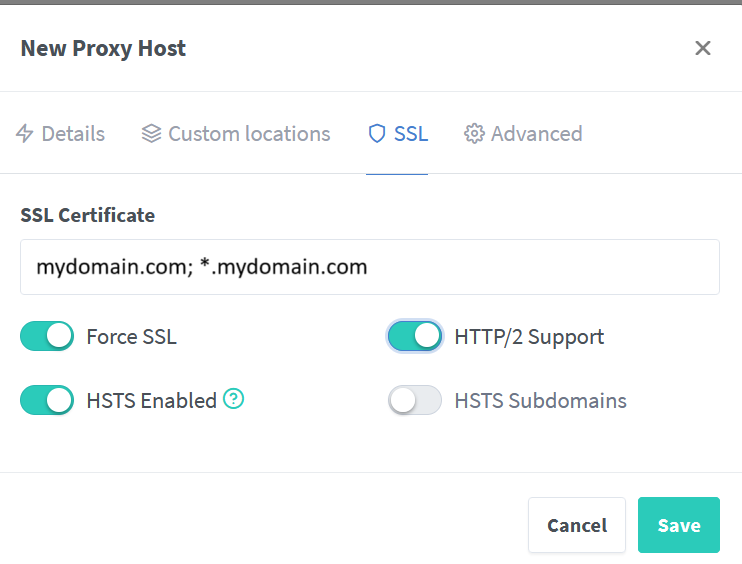 New Proxy Host
Details Custom locations SSL Advanced
SSL Certificate
mydomain.com; *.mydomain.com
Force SSL HTTP/2 Support
HSTS Enabled ? HSTS Subdomains
Cancel Save